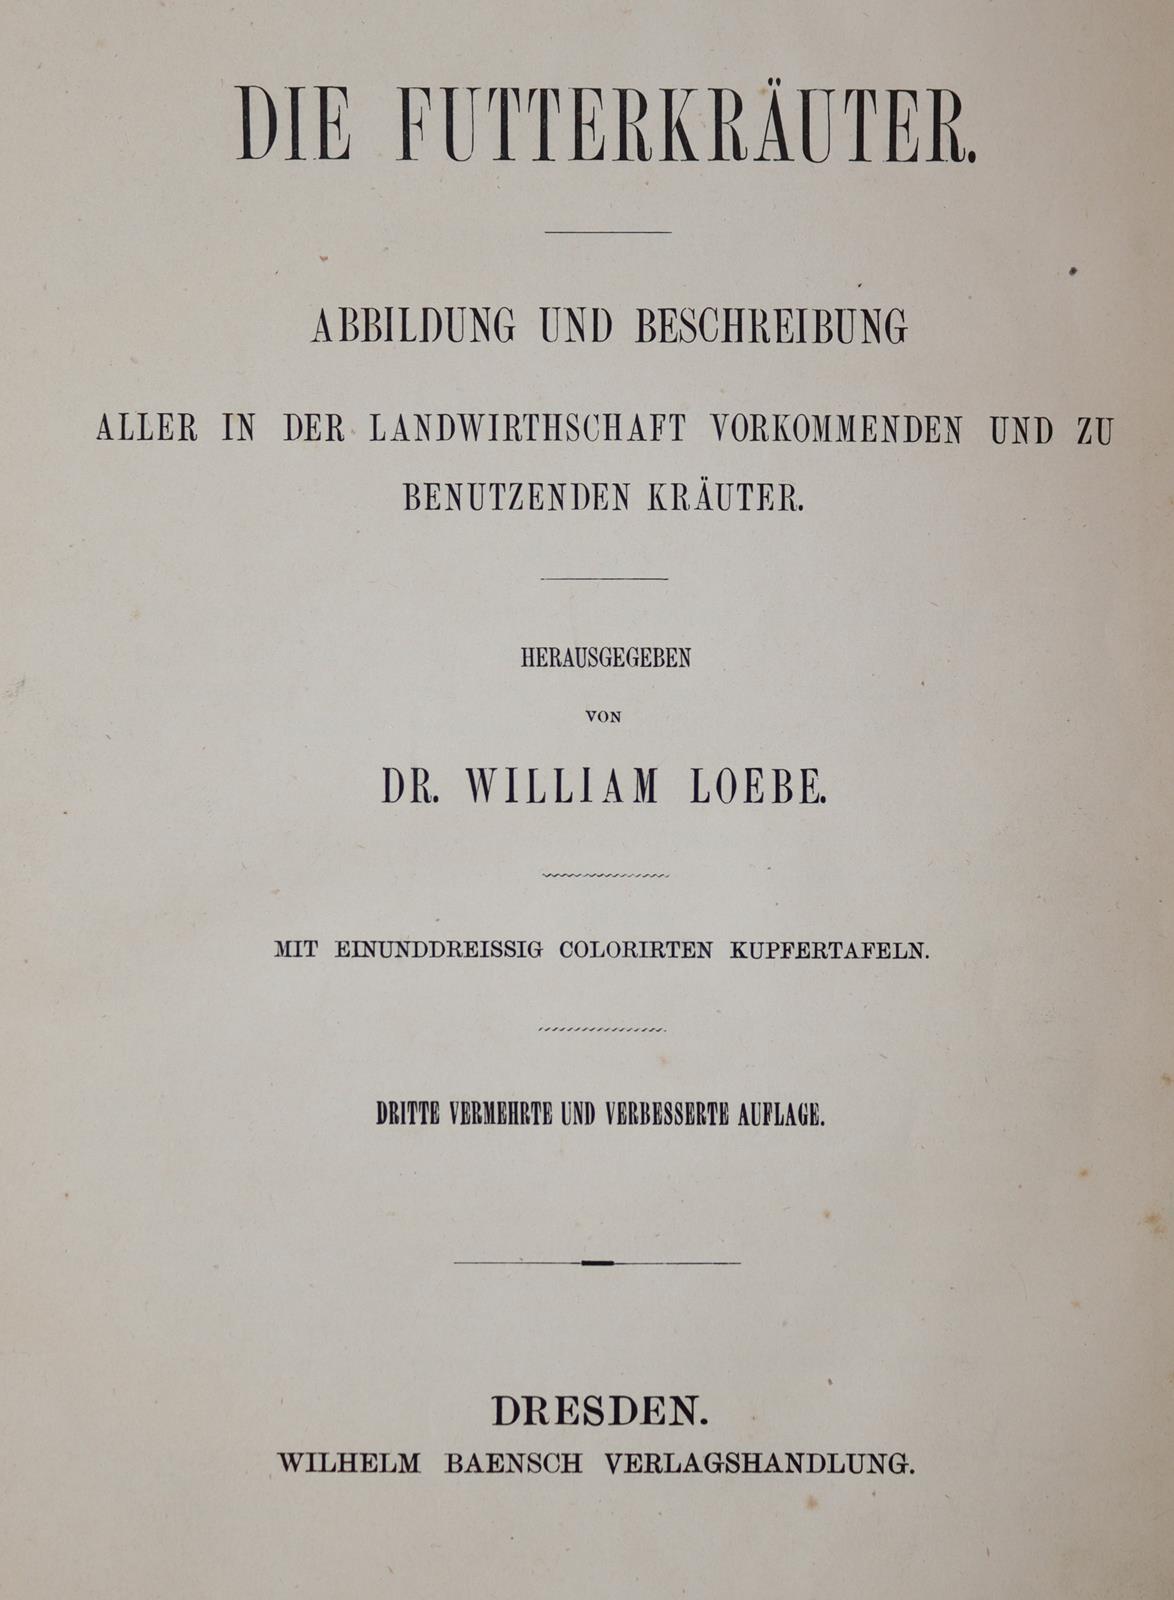 DIE FUTTERKRÄUTER.
ABBILDUNG UND BESCHREIBUNG
ALLER IN DER LANDWIRTHSCHAFT VORKOMMENDEN UND ZU
BENUTZENDEN KRÄUTER.
HERAUSGEGEBEN
VON
DR. WILLIAM LOEBE.
MIT EINUNDDREISSIG COLORIRTEN KUPFERTAFELN.
DRITTE VERMEHRTE UND VERBESSERTE AUFLAGE.
DRESDEN.
WILHELM BAENSCH VERLAGSHANDLUNG.